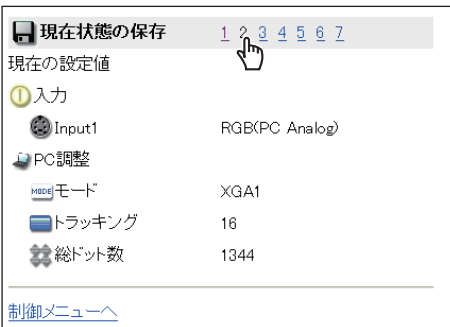 現在状態の保存 1 2 3 4 5 6 7
現在の設定値
入力
Input1 RGB(PC Analog)
PC調整
MODE モード XGA1
トラッキング 16
総ドット数 1344
制御メニューへ